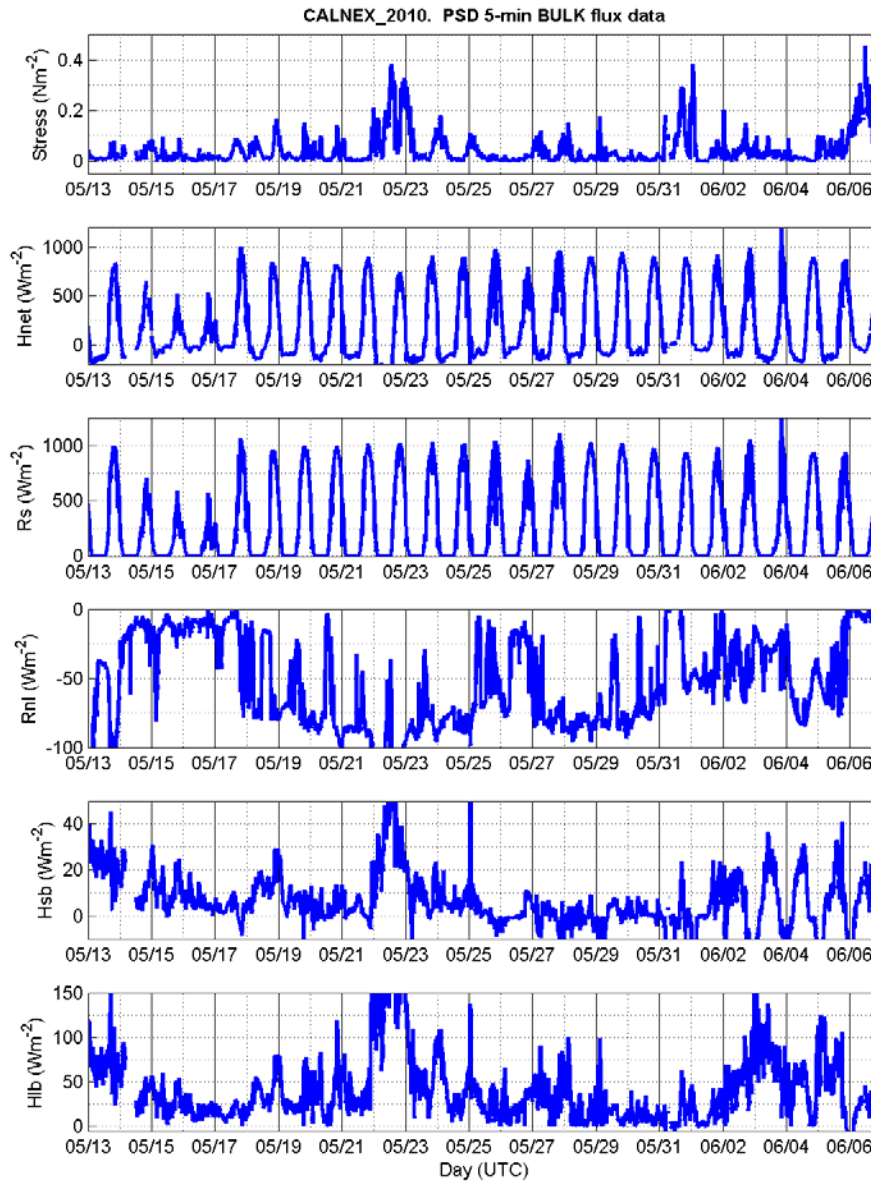 CALNEX_2010. PSD 5-min BULK flux data
Stress (Nm⁻²)
0.4
0.2
0
05/13 05/15 05/17 05/19 05/21 05/23 05/25 05/27 05/29 05/31 06/02 06/04 06/06
Hnet (Wm⁻²)
1000
500
0
05/13 05/15 05/17 05/19 05/21 05/23 05/25 05/27 05/29 05/31 06/02 06/04 06/06
Rs (Wm⁻²)
1000
500
0
05/13 05/15 05/17 05/19 05/21 05/23 05/25 05/27 05/29 05/31 06/02 06/04 06/06
Rnl (Wm⁻²)
0
-50
-100
05/13 05/15 05/17 05/19 05/21 05/23 05/25 05/27 05/29 05/31 06/02 06/04 06/06
Hsb (Wm⁻²)
40
20
0
05/13 05/15 05/17 05/19 05/21 05/23 05/25 05/27 05/29 05/31 06/02 06/04 06/06
Hlb (Wm⁻²)
150
100
50
0
05/13 05/15 05/17 05/19 05/21 05/23 05/25 05/27 05/29 05/31 06/02 06/04 06/06
Day (UTC)